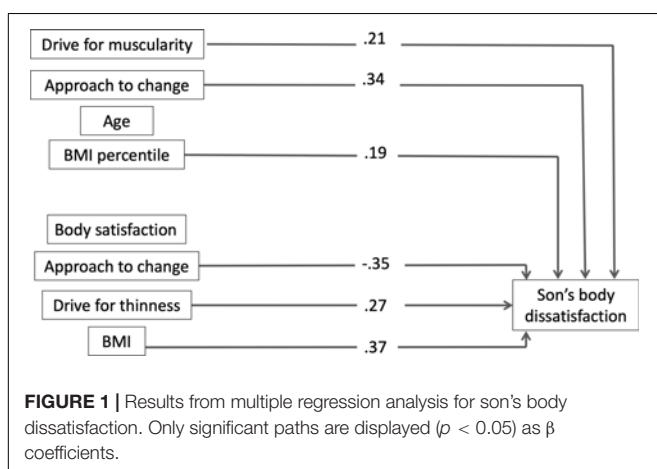 Drive for muscularity
.21
Approach to change
.34
Age
BMI percentile
.19
Body satisfaction
Approach to change
-.35
Drive for thinness
.27
Son's body
dissatisfaction
BMI
.37
FIGURE 1 | Results from multiple regression analysis for son's body
dissatisfaction. Only significant paths are displayed (p < 0.05) as β
coefficients.